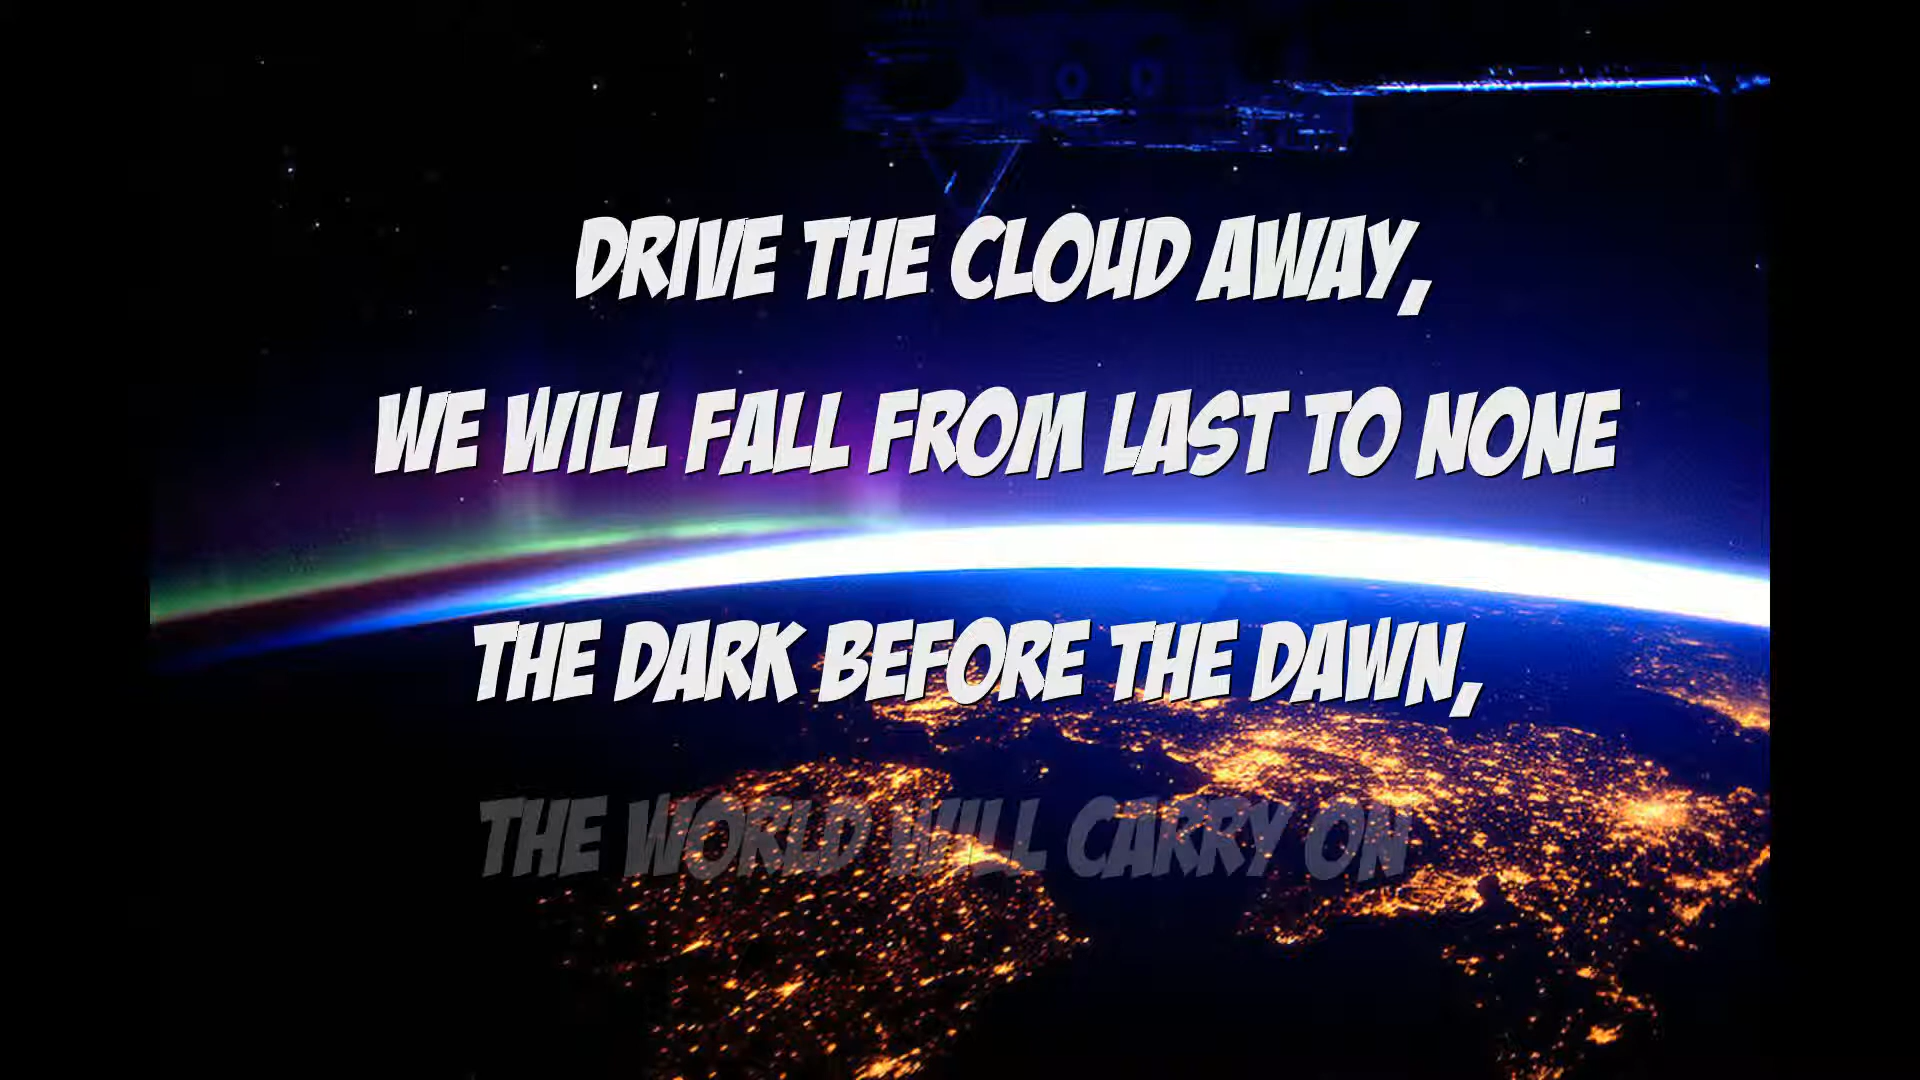 DRIVE THE CLOUD AWAY,
WE WILL FALL FROM LAST TO NONE
THE DARK BEFORE THE DAWN,
THE WORLD WILL CARRY ON